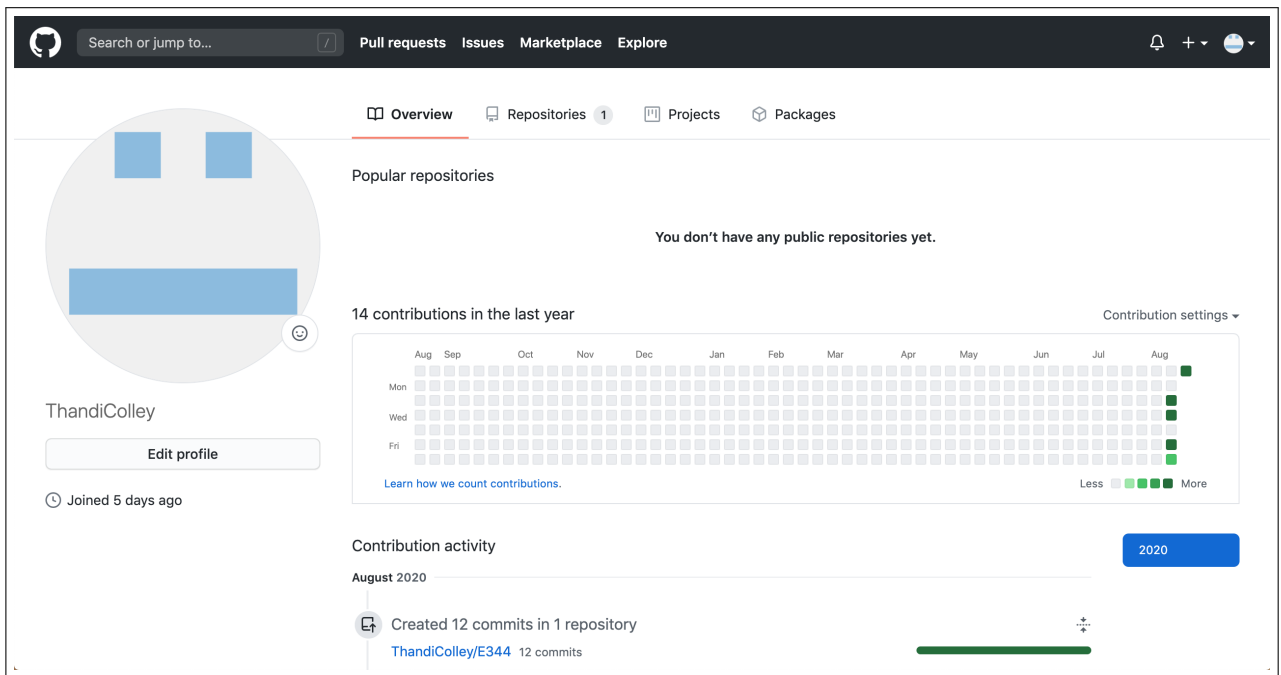 Search or jump to... / Pull requests Issues Marketplace Explore
Overview Repositories 1 Projects Packages
Popular repositories
You don't have any public repositories yet.
14 contributions in the last year
Contribution settings
Aug Sep Oct Nov Dec Jan Feb Mar Apr May Jun Jul Aug
Mon
Wed
Fri
Learn how we count contributions.
Less More
ThandiColley
Edit profile
Joined 5 days ago
Contribution activity
2020
August 2020
Created 12 commits in 1 repository
ThandiColley/E344 12 commits